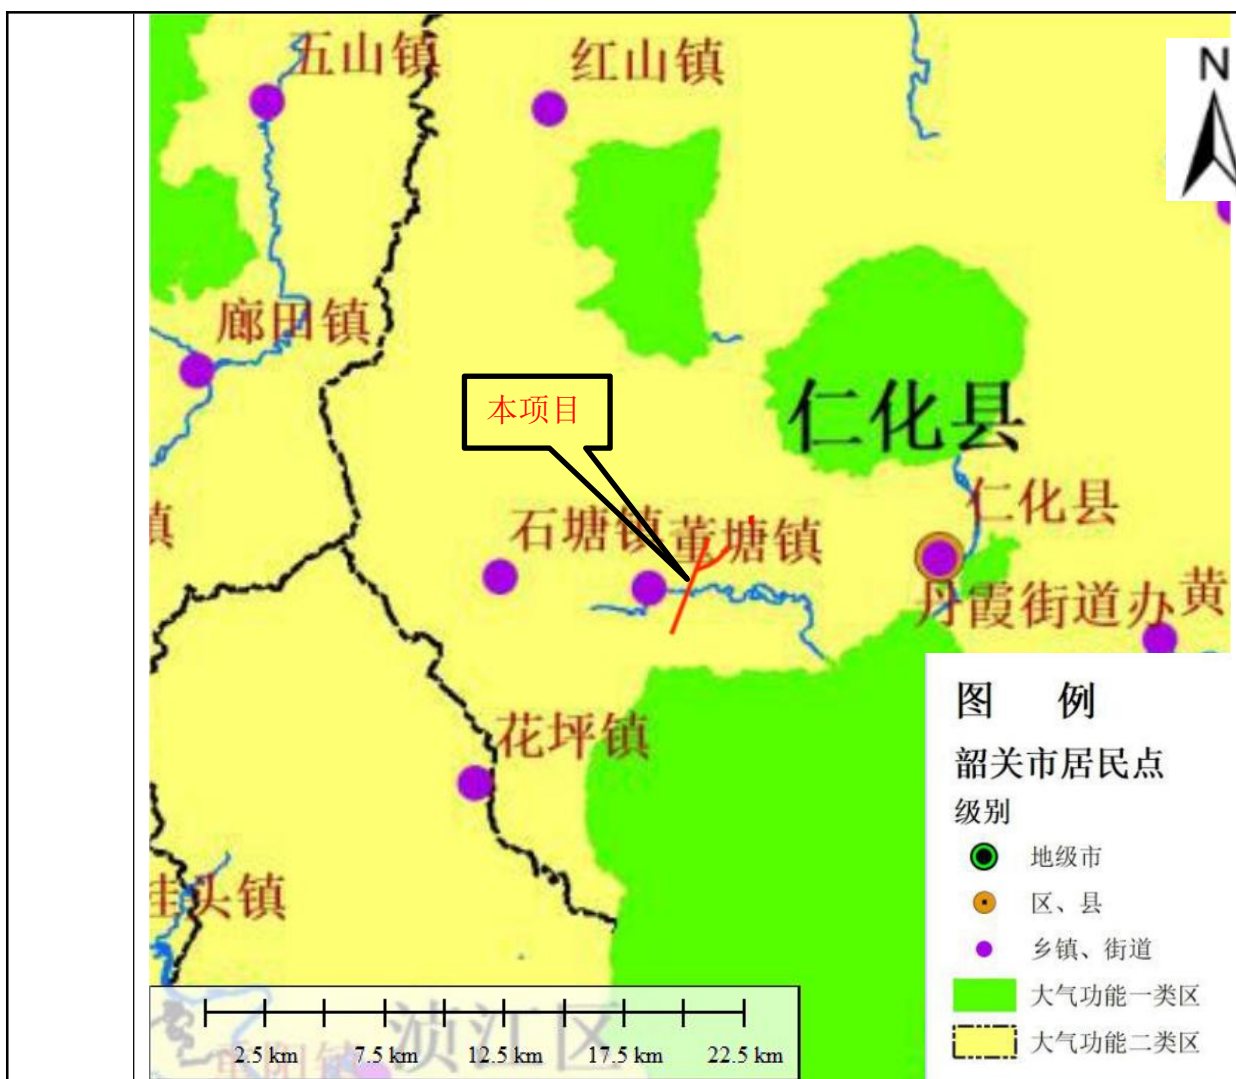 五山镇
红山镇
N
廊田镇
本项目
仁化县
仁化县
镇
石塘镇
董塘镇
丹霞街道办
黄
花坪镇
桂头镇
图 例
韶关市居民点
级别
地级市
区、县
乡镇、街道
大气功能一类区
大气功能二类区
浈江区
2.5 km
7.5 km
12.5 km
17.5 km
22.5 km